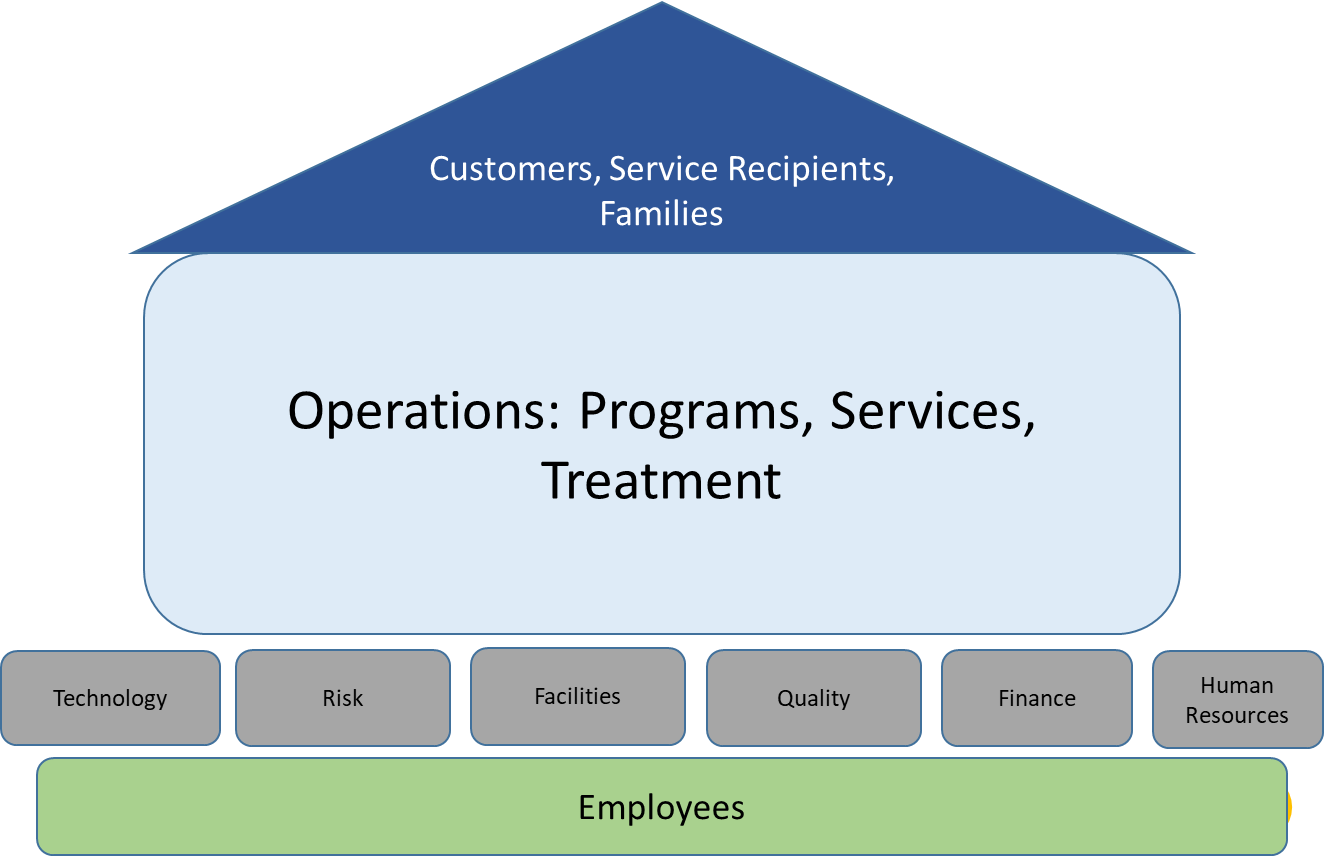 Customers, Service Recipients,
Families
Operations: Programs, Services,
Treatment
Technology
Risk
Facilities
Quality
Finance
Human
Resources
Employees